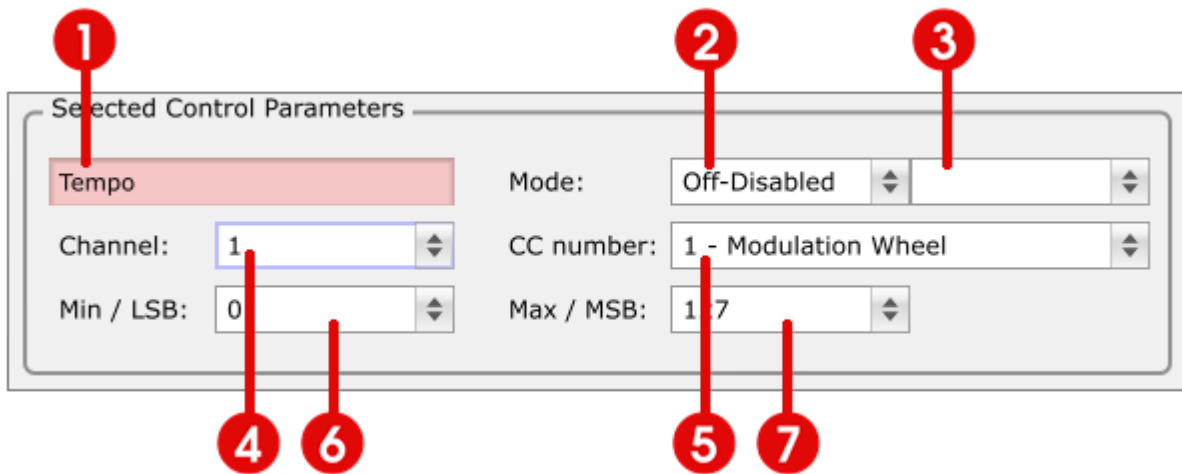 1 2 3
Selected Control Parameters
Tempo Mode: Off-Disabled
Channel: 1 CC number: 1 - Modulation Wheel
Min / LSB: 0 Max / MSB: 127
4 6 5 7